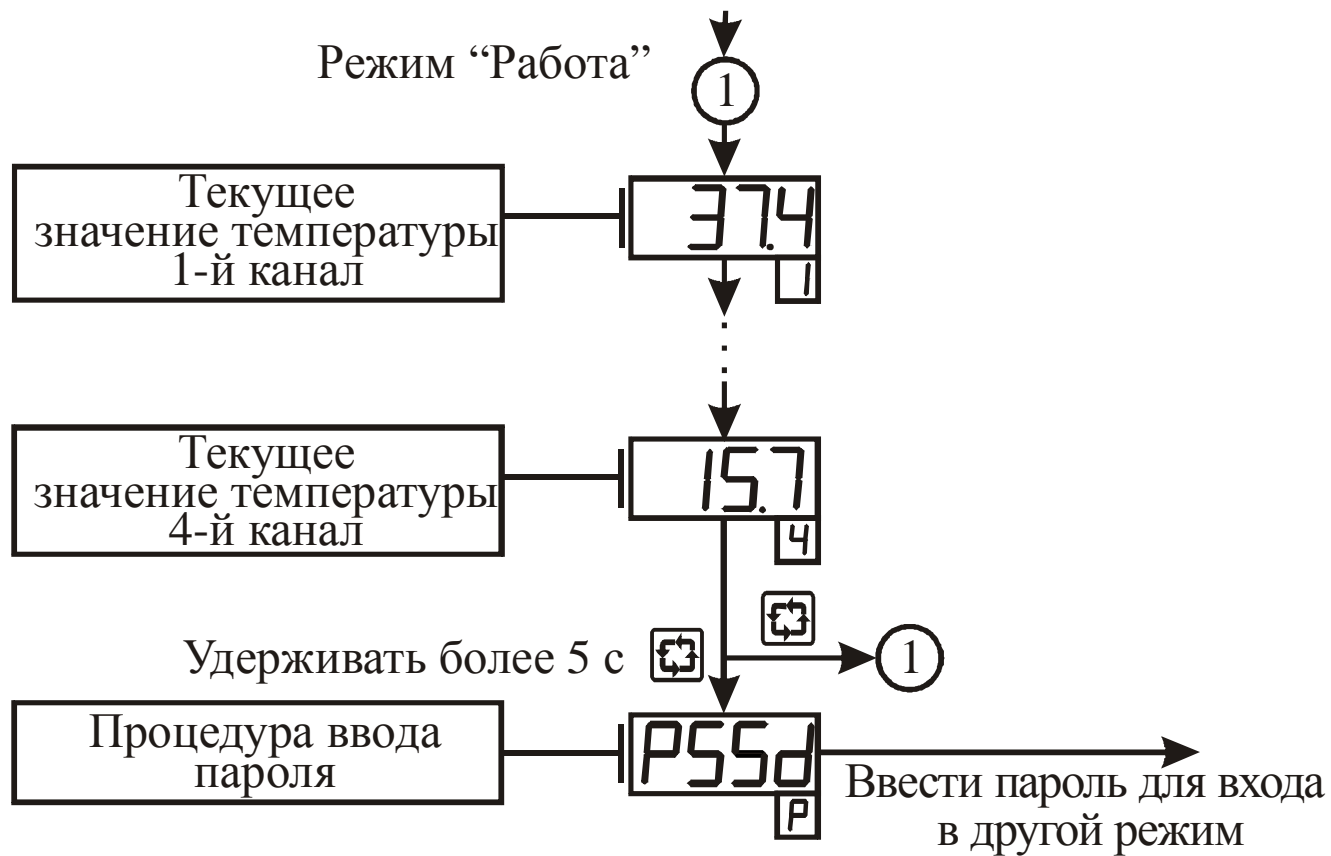 Режим “Работа”
1
Текущее
значение температуры
1-й канал
37.4
1
Текущее
значение температуры
4-й канал
15.7
4
Удерживать более 5 с
1
Процедура ввода
пароля
PSSd
P
Ввести пароль для входа
в другой режим